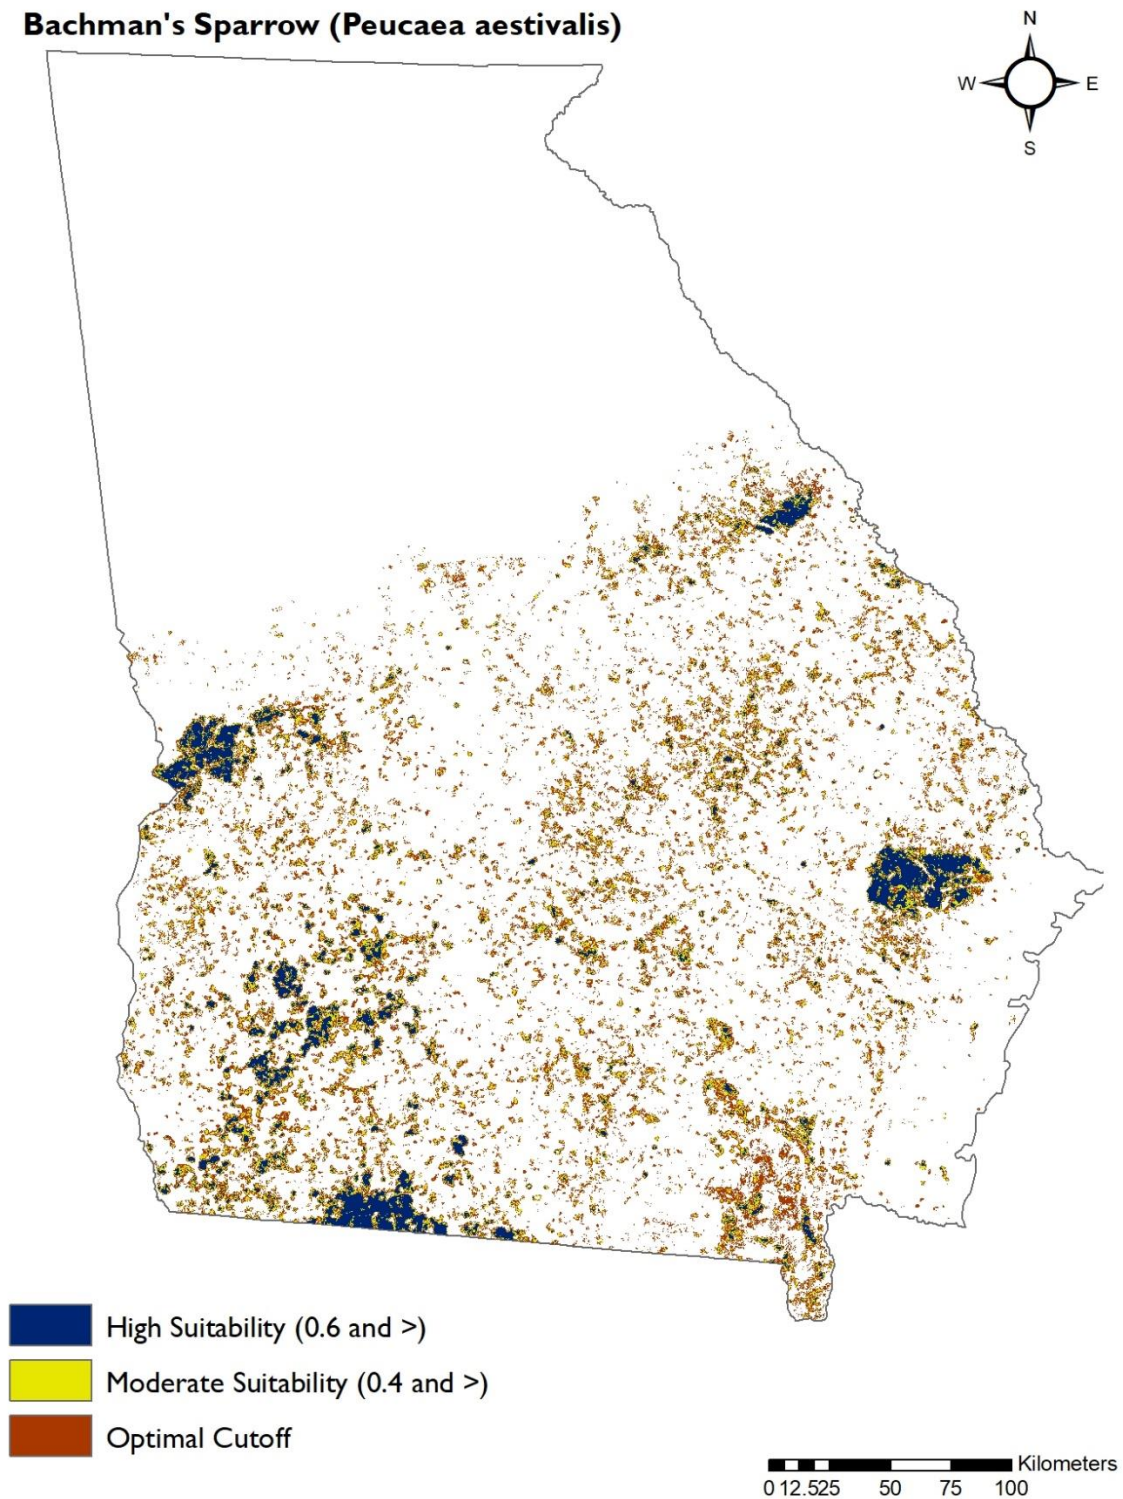 Bachman's Sparrow (Peucaea aestivalis)
N
W E
S
High Suitability (0.6 and >)
Moderate Suitability (0.4 and >)
Optimal Cutoff
Kilometers
0 12.525 50 75 100